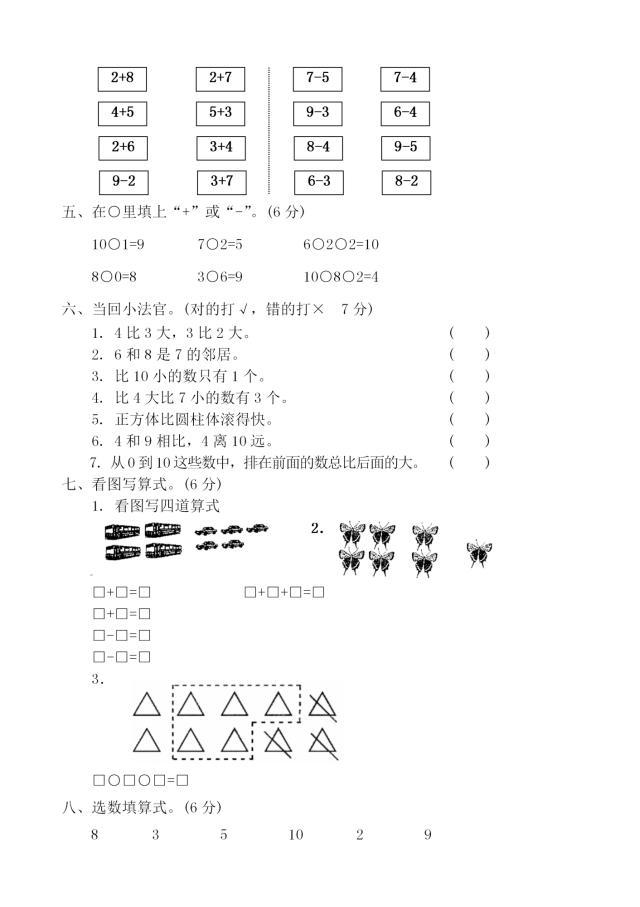 2+8 2+7 7-5 7-4
4+5 5+3 9-3 6-4
2+6 3+4 8-4 9-5
9-2 3+7 6-3 8-2
五、在○里填上“+”或“-”。(6 分)
10○1=9 7○2=5 6○2○2=10
8○0=8 3○6=9 10○8○2=4
六、当回小法官。(对的打√，错的打× 7 分)
1. 4 比 3 大，3 比 2 大。 ( )
2. 6 和 8 是 7 的邻居。 ( )
3. 比 10 小的数只有 1 个。 ( )
4. 比 4 大比 7 小的数有 3 个。 ( )
5. 正方体比圆柱体滚得快。 ( )
6. 4 和 9 相比，4 离 10 远。 ( )
7. 从 0 到 10 这些数中，排在前面的数总比后面的大。 ( )
七、看图写算式。(6 分)
1. 看图写四道算式
2.
□+□=□ □+□+□=□
□+□=□
□-□=□
□-□=□
3.
□○□○□=□
八、选数填算式。(6 分)
8 3 5 10 2 9